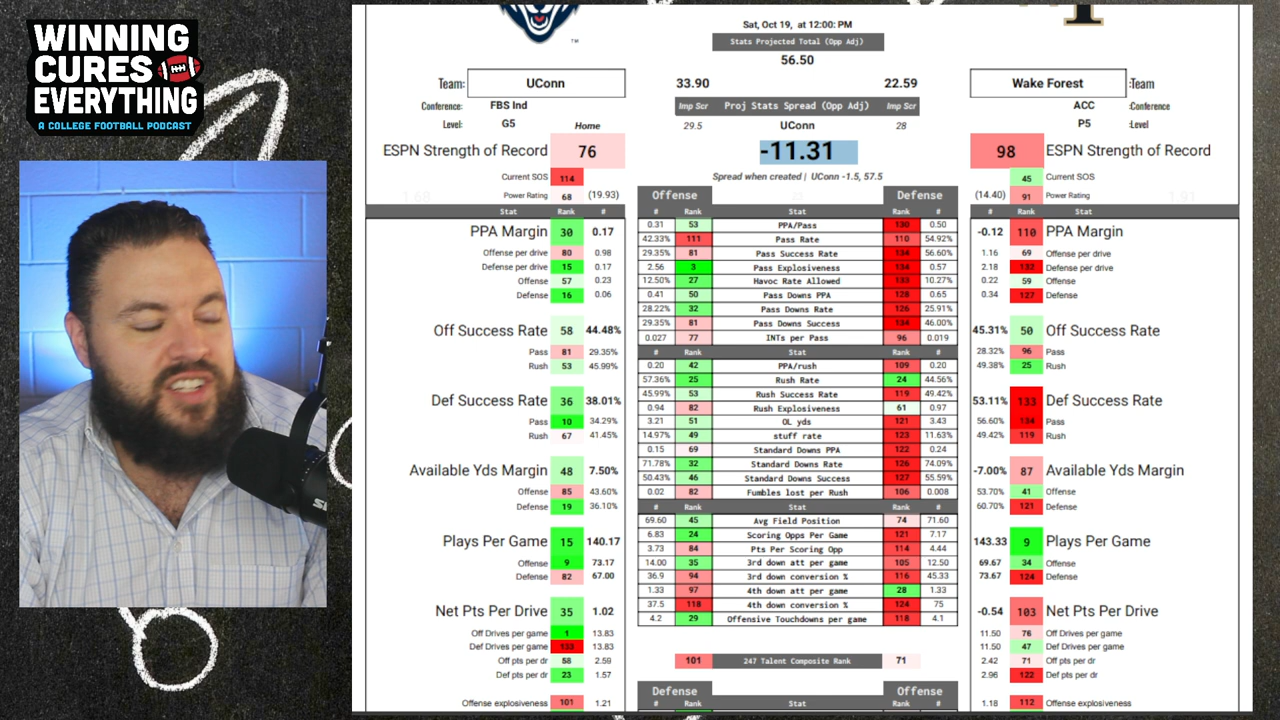 WINNING
CURES
EVERYTHING
A COLLEGE FOOTBALL PODCAST
Sat, Oct 19, at 12:00: PM
Stats Projected Total (Opp Adj)
56.50
Team: UConn 33.90 22.59 Wake Forest :Team
Conference: FBS Ind Imp Scr Proj Stats Spread (Opp Adj) Imp Scr ACC :Conference
Level: G5 Home 29.5 UConn 28 P5 :Level
ESPN Strength of Record 76 -11.31 98 ESPN Strength of Record
Current SOS 114 Spread when created | UConn -1.5, 57.5 45 Current SOS
Power Rating 68 (19.93) Offense Defense (14.40) 91 Power Rating
Stat Rank # # Rank Stat Rank # # Rank Stat
PPA Margin 30 0.17 0.31 53 PPA/Pass 130 0.50 -0.12 110 PPA Margin
42.33% 111 Pass Rate 110 54.92%
Offense per drive 80 0.98 29.35% 81 Pass Success Rate 134 56.60% 1.16 69 Offense per drive
Defense per drive 15 0.17 2.56 3 Pass Explosiveness 134 0.57 2.18 132 Defense per drive
Offense 57 0.23 12.50% 27 Havoc Rate Allowed 133 10.27% 0.22 59 Offense
Defense 16 0.06 0.41 50 Pass Downs PPA 128 0.65 0.34 127 Defense
28.22% 32 Pass Downs Rate 126 25.91%
Off Success Rate 58 44.48% 29.35% 81 Pass Downs Success 134 46.00% 45.31% 50 Off Success Rate
0.027 77 INTs per Pass 96 0.019
Pass 81 29.35% # Rank Stat Rank # 28.32% 96 Pass
Rush 53 45.99% 0.20 42 PPA/rush 109 0.20 49.38% 25 Rush
57.36% 25 Rush Rate 24 44.56%
Def Success Rate 36 38.01% 45.99% 53 Rush Success Rate 119 49.42% 53.11% 133 Def Success Rate
0.94 82 Rush Explosiveness 61 0.97
Pass 10 34.29% 3.21 51 OL yds 121 3.43 56.60% 134 Pass
Rush 67 41.45% 14.97% 49 stuff rate 123 11.63% 49.42% 119 Rush
0.15 69 Standard Downs PPA 122 0.24
Available Yds Margin 48 7.50% 71.78% 32 Standard Downs Rate 126 74.09% -7.00% 87 Available Yds Margin
50.43% 46 Standard Downs Success 127 55.59%
Offense 85 43.60% 0.02 82 Fumbles lost per Rush 106 0.008 53.70% 41 Offense
Defense 19 36.10% # Rank Stat Rank # 60.70% 121 Defense
69.60 45 Avg Field Position 74 71.60
Plays Per Game 15 140.17 6.83 24 Scoring Opps Per Game 121 7.17 143.33 9 Plays Per Game
3.73 84 Pts Per Scoring Opp 114 4.44
Offense 9 73.17 14.00 35 3rd down att per game 105 12.50 69.67 34 Offense
Defense 82 67.00 36.9 94 3rd down conversion % 116 45.33 73.67 124 Defense
1.33 97 4th down att per game 28 1.33
Net Pts Per Drive 35 1.02 37.5 118 4th down conversion % 124 75 -0.54 103 Net Pts Per Drive
4.2 29 Offensive Touchdowns per game 118 4.1
Off Drives per game 1 13.83 11.50 76 Off Drives per game
Def Drives per game 133 13.83 11.50 47 Def Drives per game
Off pts per dr 58 2.59 101 247 Talent Composite Rank 71 2.42 71 Off pts per dr
Def pts per dr 23 1.57 2.96 122 Def pts per dr
Defense Offense
Offense explosiveness 101 1.21 # Rank Stat Rank # 1.18 112 Offense explosiveness